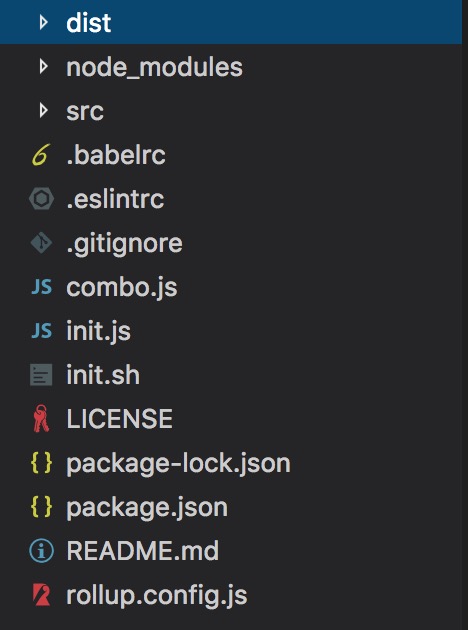 dist
node_modules
src
.babelrc
.eslintrc
.gitignore
JS combo.js
JS init.js
init.sh
LICENSE
{} package-lock.json
{} package.json
README.md
rollup.config.js